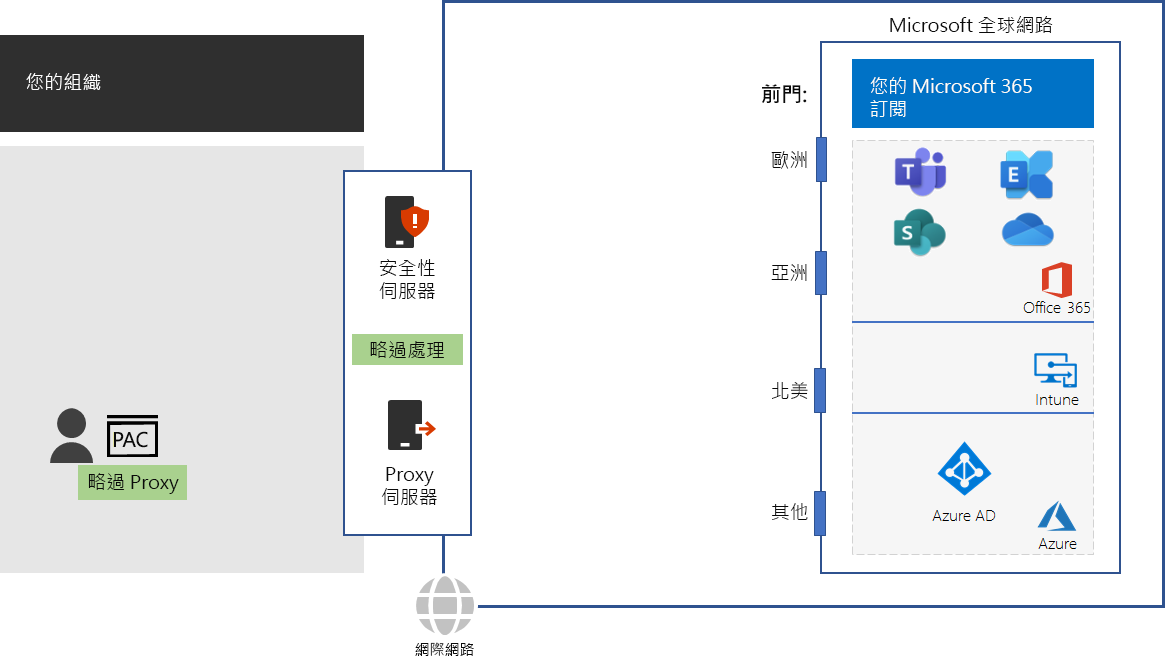 Microsoft 全球網路
您的組織
您的 Microsoft 365
訂閱
前門:
歐洲
T
E
S
安全性
伺服器
亞洲
Office 365
略過處理
北美
Intune
PAC
略過 Proxy
Proxy
伺服器
其他
Azure AD
Azure
網際網路